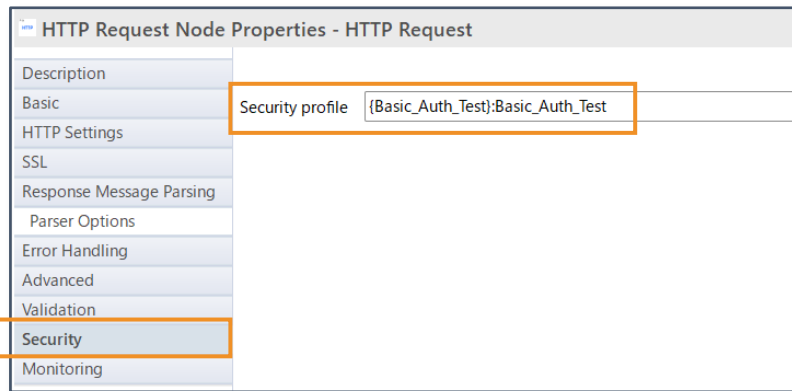 HTTP HTTP Request Node Properties - HTTP Request
Description
Basic
HTTP Settings
SSL
Response Message Parsing
Parser Options
Error Handling
Advanced
Validation
Security
Monitoring
Security profile {Basic_Auth_Test}:Basic_Auth_Test